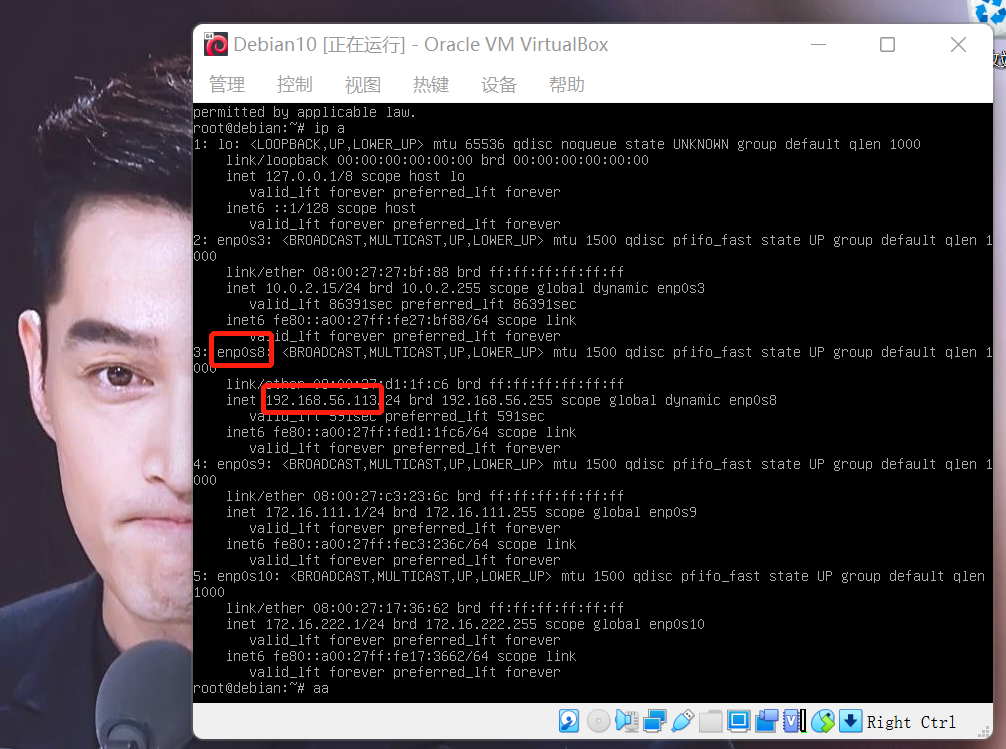 Debian10 [正在运行] - Oracle VM VirtualBox
管理 控制 视图 热键 设备 帮助
permitted by applicable law.
root@debian:~# ip a
1: lo: <LOOPBACK,UP,LOWER_UP> mtu 65536 qdisc noqueue state UNKNOWN group default qlen 1000
link/loopback 00:00:00:00:00:00 brd 00:00:00:00:00:00
inet 127.0.0.1/8 scope host lo
valid_lft forever preferred_lft forever
inet6 ::1/128 scope host
valid_lft forever preferred_lft forever
2: enp0s3: <BROADCAST,MULTICAST,UP,LOWER_UP> mtu 1500 qdisc pfifo_fast state UP group default qlen 1
000
link/ether 08:00:27:27:bf:88 brd ff:ff:ff:ff:ff:ff
inet 10.0.2.15/24 brd 10.0.2.255 scope global dynamic enp0s3
valid_lft 86391sec preferred_lft 86391sec
inet6 fe80::a00:27ff:fe27:bf88/64 scope link
valid_lft forever preferred_lft forever
3: enp0s8: <BROADCAST,MULTICAST,UP,LOWER_UP> mtu 1500 qdisc pfifo_fast state UP group default qlen 1
000
link/ether 08:00:27:d1:1f:c6 brd ff:ff:ff:ff:ff:ff
inet 192.168.56.113/24 brd 192.168.56.255 scope global dynamic enp0s8
valid_lft 591sec preferred_lft 591sec
inet6 fe80::a00:27ff:fed1:1fc6/64 scope link
valid_lft forever preferred_lft forever
4: enp0s9: <BROADCAST,MULTICAST,UP,LOWER_UP> mtu 1500 qdisc pfifo_fast state UP group default qlen 1
000
link/ether 08:00:27:c3:23:6c brd ff:ff:ff:ff:ff:ff
inet 172.16.111.1/24 brd 172.16.111.255 scope global enp0s9
valid_lft forever preferred_lft forever
inet6 fe80::a00:27ff:fec3:236c/64 scope link
valid_lft forever preferred_lft forever
5: enp0s10: <BROADCAST,MULTICAST,UP,LOWER_UP> mtu 1500 qdisc pfifo_fast state UP group default qlen
1000
link/ether 08:00:27:17:36:62 brd ff:ff:ff:ff:ff:ff
inet 172.16.222.1/24 brd 172.16.222.255 scope global enp0s10
valid_lft forever preferred_lft forever
inet6 fe80::a00:27ff:fe17:3662/64 scope link
valid_lft forever preferred_lft forever
root@debian:~# aa
Right Ctrl